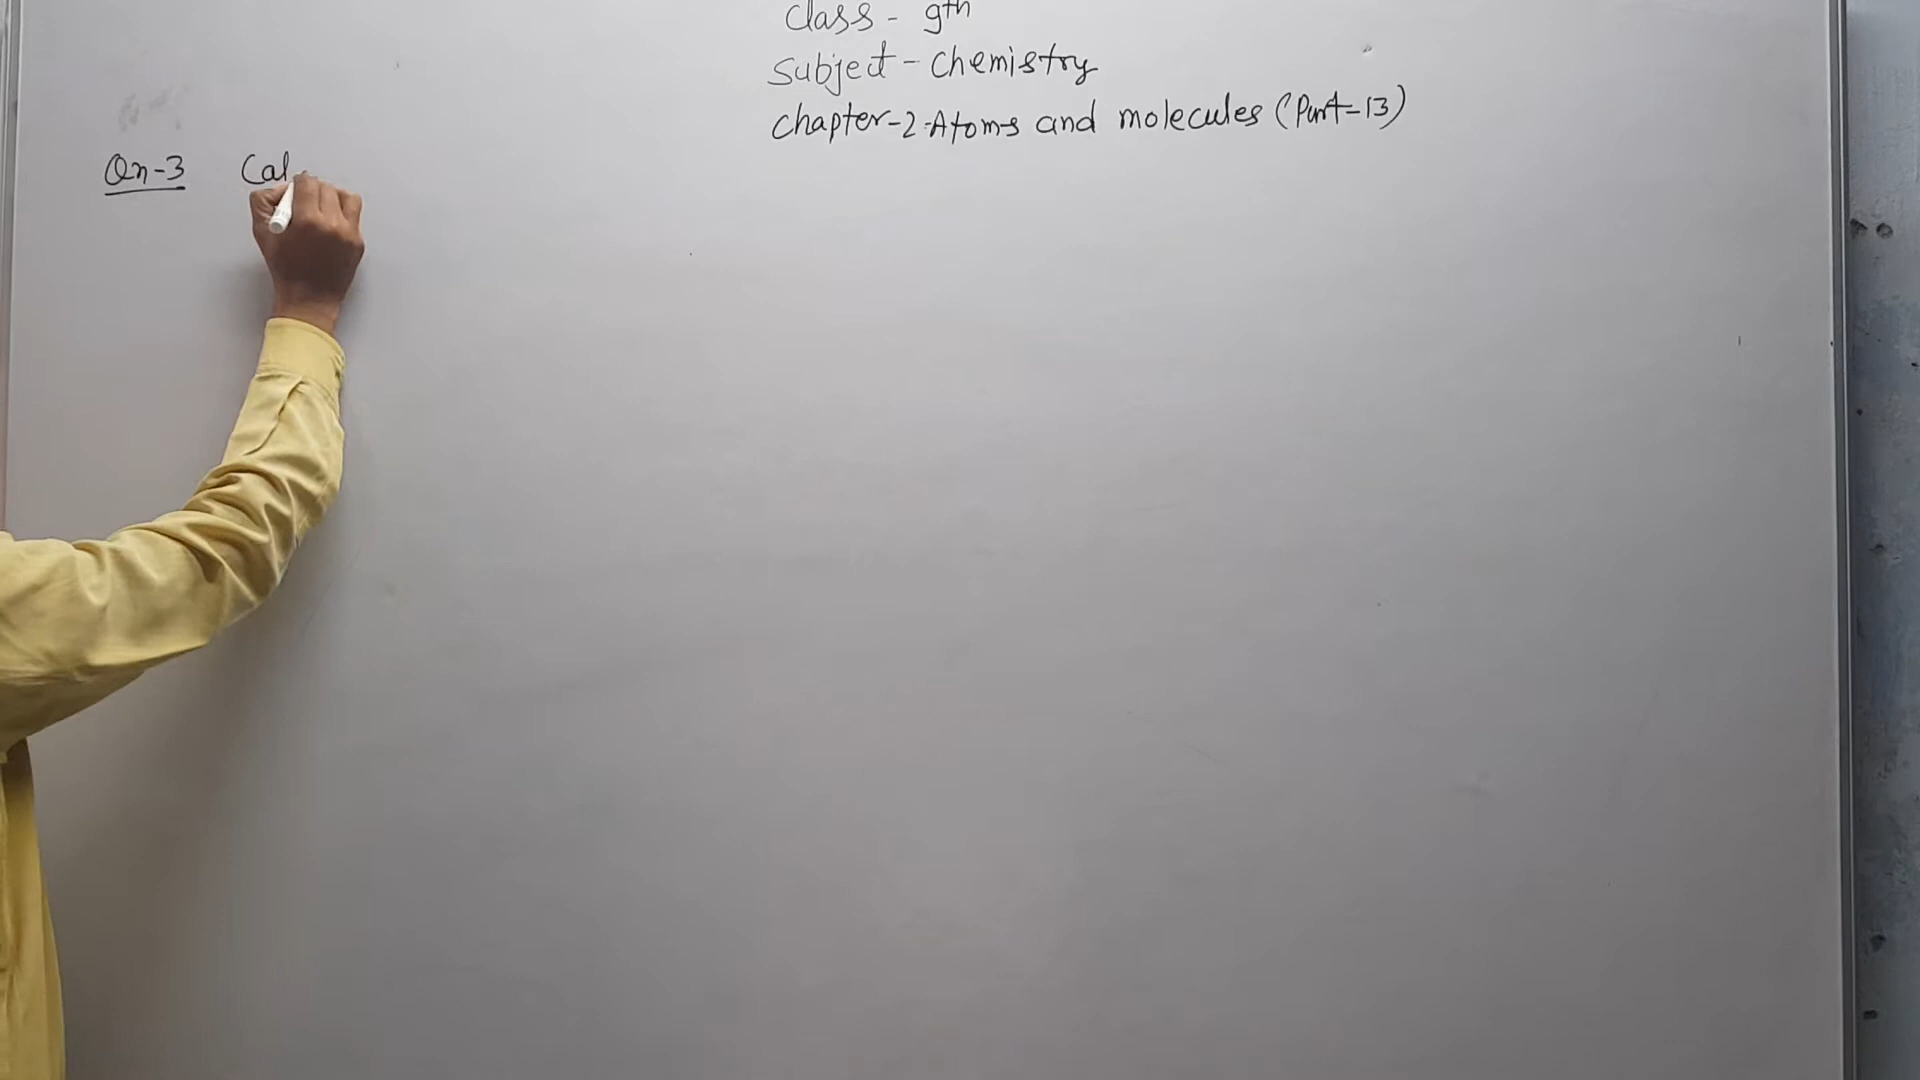 Class - 9th
Subject - Chemistry
Chapter-2-Atoms and molecules (Part-13)
Qn-3 Cal